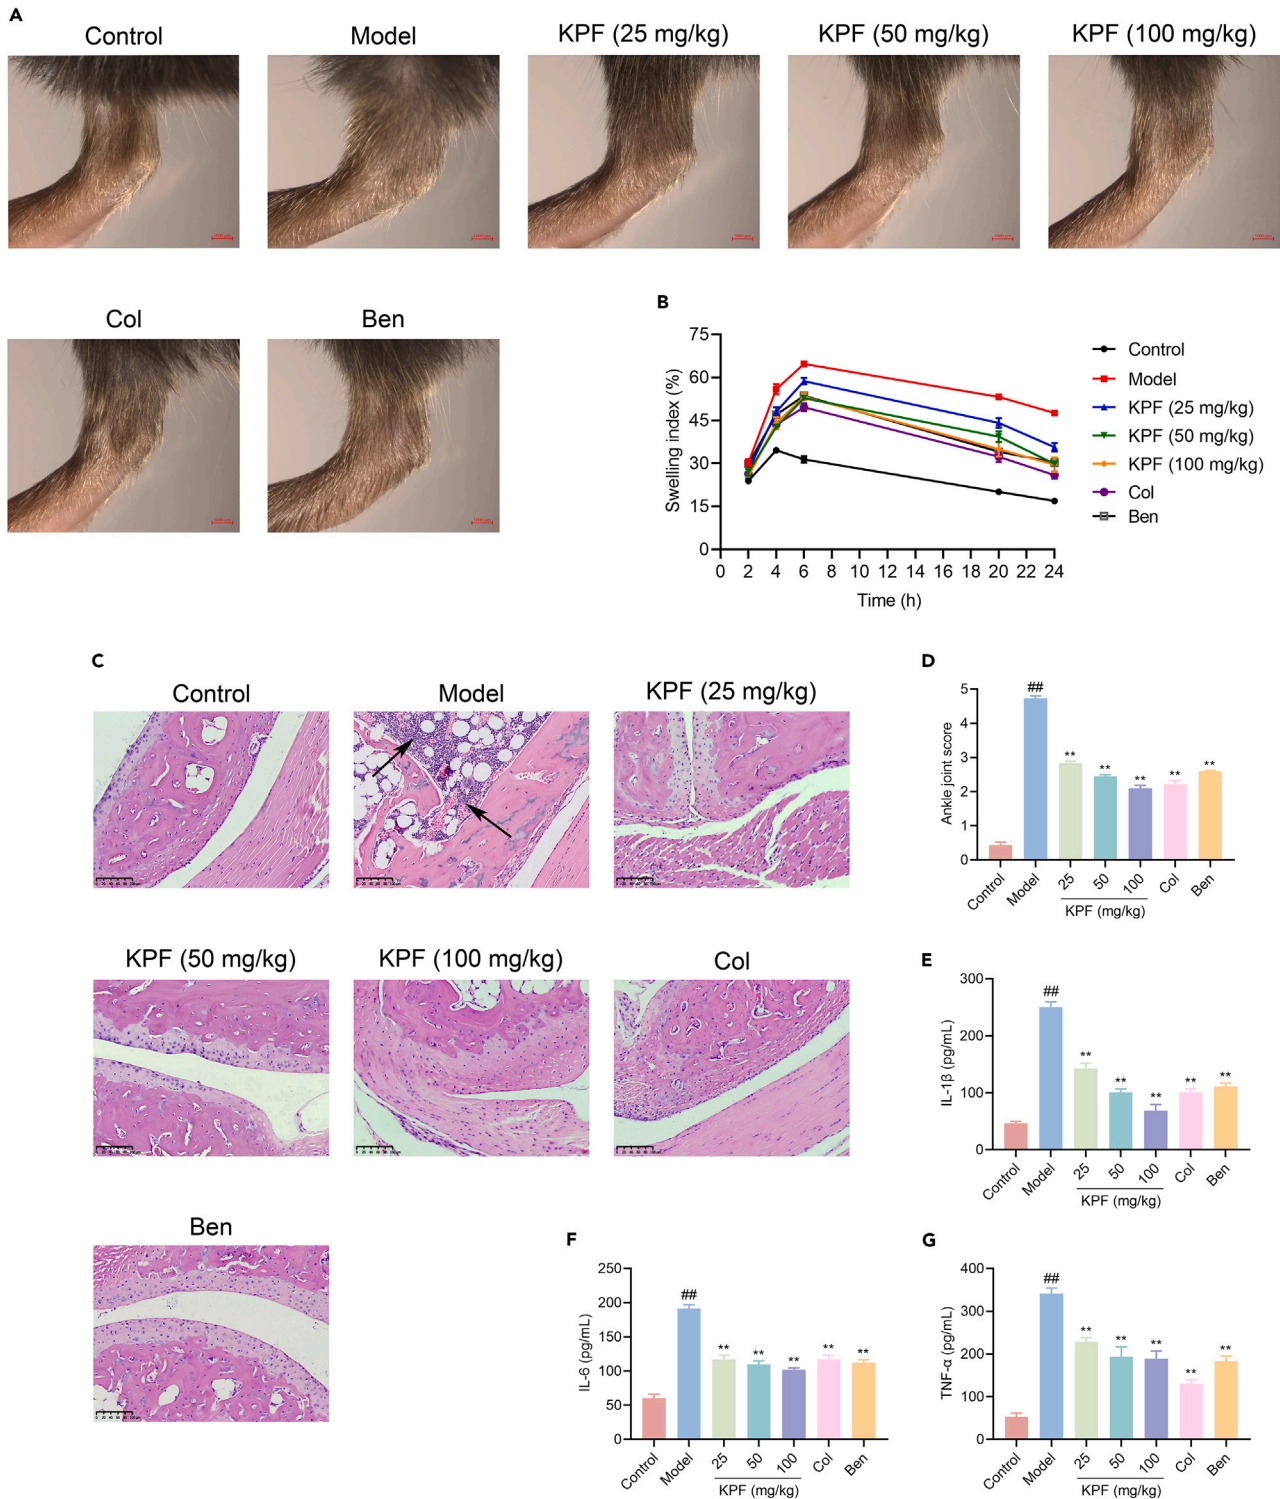 A
Control
Model
KPF (25 mg/kg)
KPF (50 mg/kg)
KPF (100 mg/kg)
Col
Ben
B
Swelling index (%)
75
60
45
30
15
0
0 2 4 6 8 10 12 14 16 18 20 22 24
Time (h)
Control
Model
KPF (25 mg/kg)
KPF (50 mg/kg)
KPF (100 mg/kg)
Col
Ben
C
Control
Model
KPF (25 mg/kg)
KPF (50 mg/kg)
KPF (100 mg/kg)
Col
Ben
D
Ankle joint score
5
4
3
2
1
0
##
**
**
**
**
**
Control
Model
25
50
100
Col
Ben
KPF (mg/kg)
E
IL-1β (pg/mL)
300
200
100
0
##
**
**
**
**
**
Control
Model
25
50
100
Col
Ben
KPF (mg/kg)
F
IL-6 (pg/mL)
250
200
150
100
50
0
##
**
**
**
**
**
Control
Model
25
50
100
Col
Ben
KPF (mg/kg)
G
TNF-α (pg/mL)
400
300
200
100
0
##
**
**
**
**
**
Control
Model
25
50
100
Col
Ben
KPF (mg/kg)